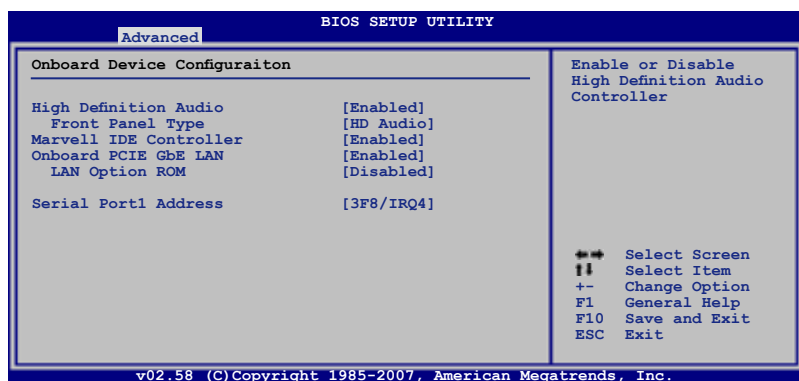 BIOS SETUP UTILITY
Advanced
Onboard Device Configuraiton
High Definition Audio [Enabled]
Front Panel Type [HD Audio]
Marvell IDE Controller [Enabled]
Onboard PCIE GbE LAN [Enabled]
LAN Option ROM [Disabled]
Serial Port1 Address [3F8/IRQ4]
Enable or Disable
High Definition Audio
Controller
Select Screen
Select Item
+- Change Option
F1 General Help
F10 Save and Exit
ESC Exit
v02.58 (C)Copyright 1985-2007, American Megatrends, Inc.